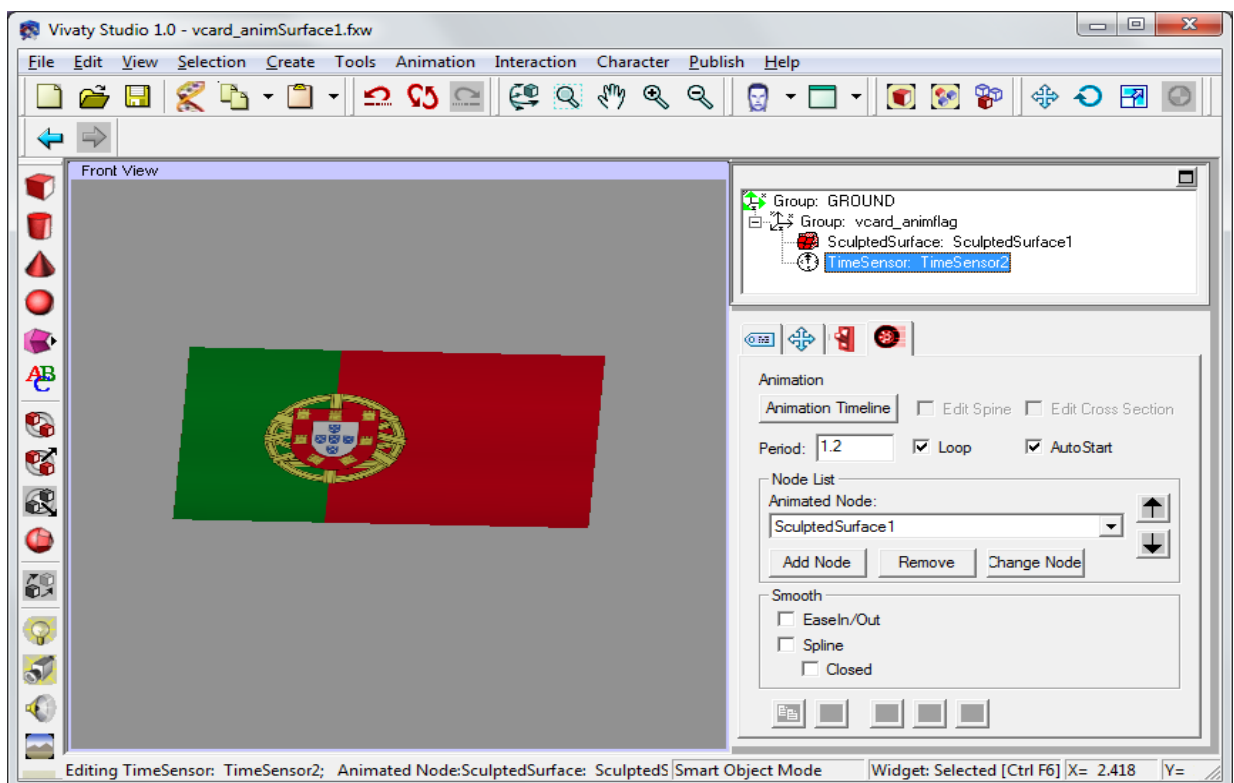 Vivaty Studio 1.0 - vcard_animSurface1.fxw
File Edit View Selection Create Tools Animation Interaction Character Publish Help
Front View
Group: GROUND
Group: vcard_animflag
SculptedSurface: SculptedSurface1
TimeSensor: TimeSensor2
ABC
Animation
Animation Timeline Edit Spine Edit Cross Section
Period: 1.2 Loop AutoStart
Node List
Animated Node:
SculptedSurface1
Add Node Remove Change Node
Smooth
EaseIn/Out
Spline
Closed
Editing TimeSensor: TimeSensor2; Animated Node:SculptedSurface: SculptedS Smart Object Mode Widget: Selected [Ctrl F6] X= 2.418 Y=